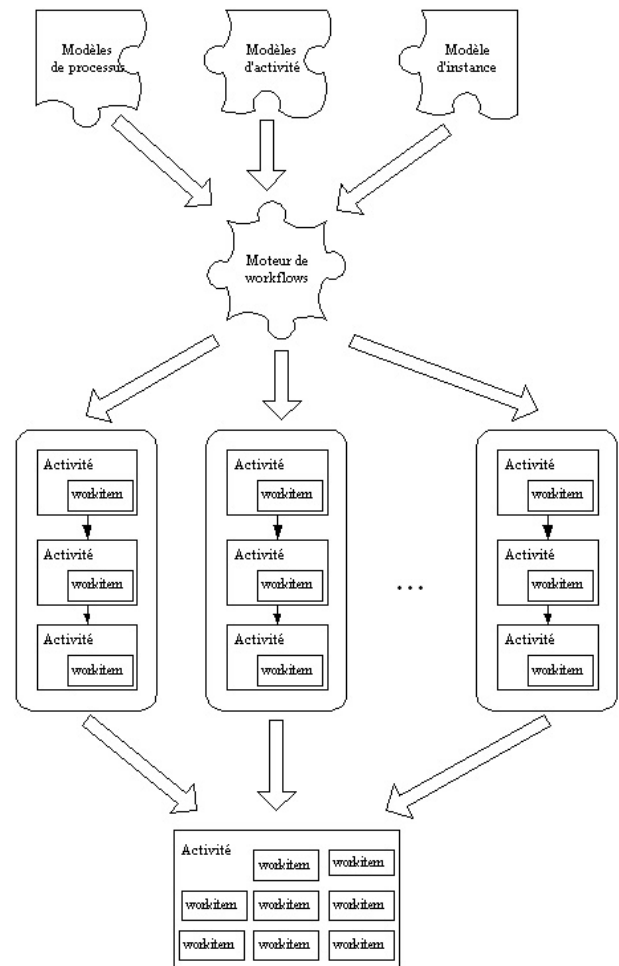 Modèles
de processus
Modèles
d'activité
Modèle
d'instance
Moteur de
workflows
Activité
workitem
Activité
workitem
Activité
workitem
Activité
workitem
Activité
workitem
Activité
workitem
...
Activité
workitem
Activité
workitem
Activité
workitem
Activité
workitem workitem
workitem workitem workitem
workitem workitem workitem